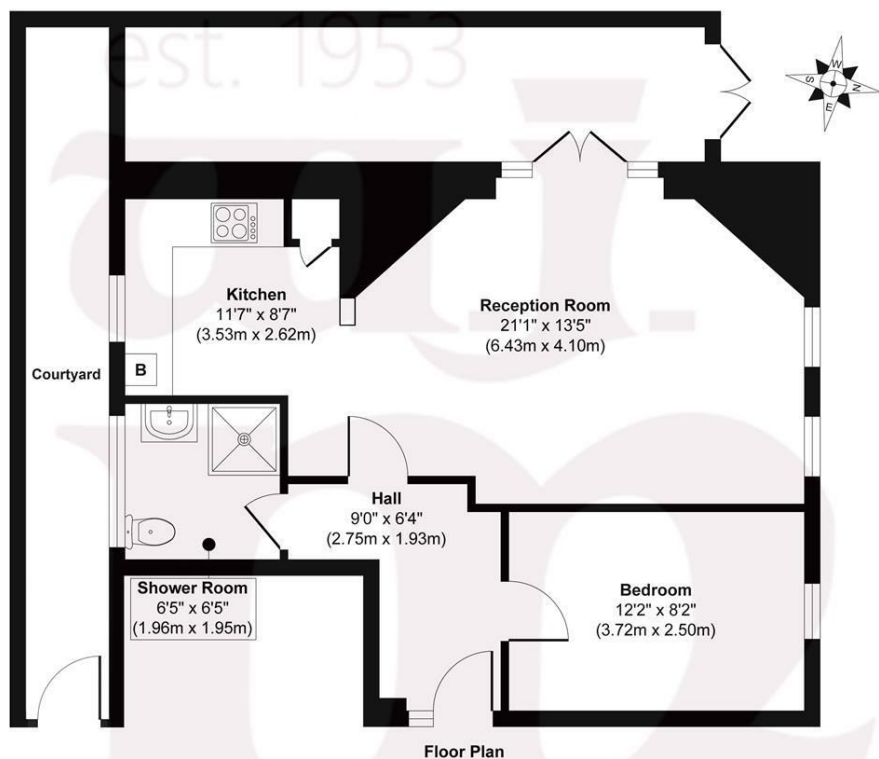 est. 1953
W
S
N
E
Kitchen
11'7" x 8'7"
(3.53m x 2.62m)
Reception Room
21'1" x 13'5"
(6.43m x 4.10m)
Courtyard
B
Hall
9'0" x 6'4"
(2.75m x 1.93m)
Shower Room
6'5" x 6'5"
(1.96m x 1.95m)
Bedroom
12'2" x 8'2"
(3.72m x 2.50m)
Floor Plan